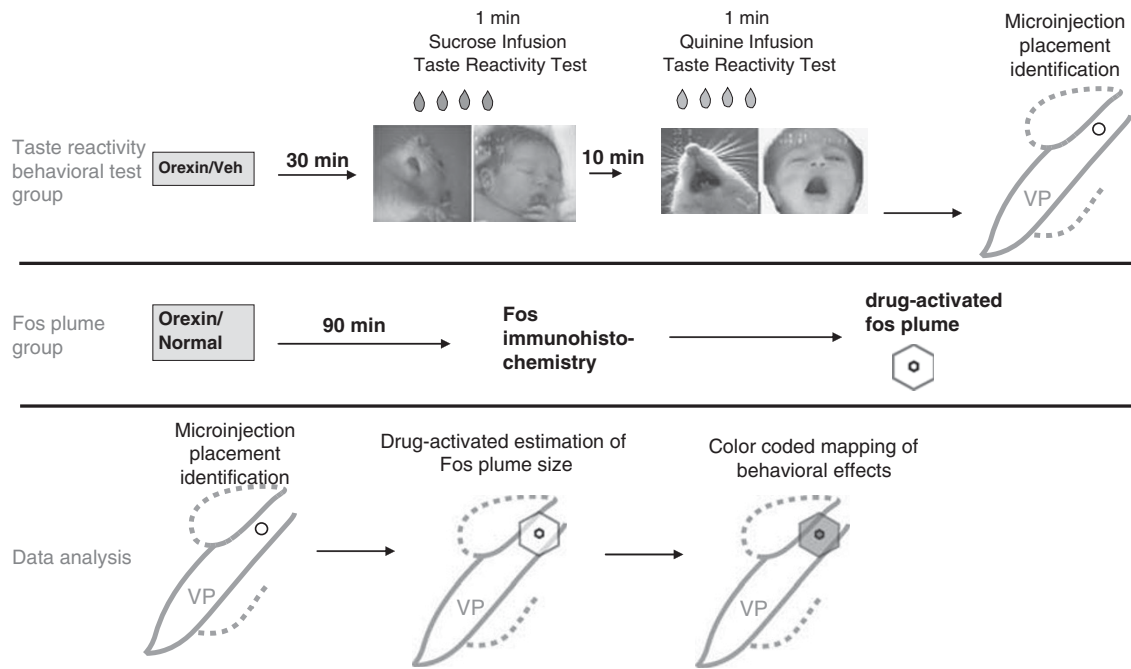 1 min
Sucrose Infusion
Taste Reactivity Test
1 min
Quinine Infusion
Taste Reactivity Test
Microinjection
placement
identification
Taste reactivity
behavioral test
group
Orexin/Veh
30 min
10 min
VP
Fos plume
group
Orexin/
Normal
90 min
Fos
immunohisto-
chemistry
drug-activated
fos plume
Microinjection
placement
identification
Drug-activated estimation of
Fos plume size
Color coded mapping of
behavioral effects
Data analysis
VP
VP
VP